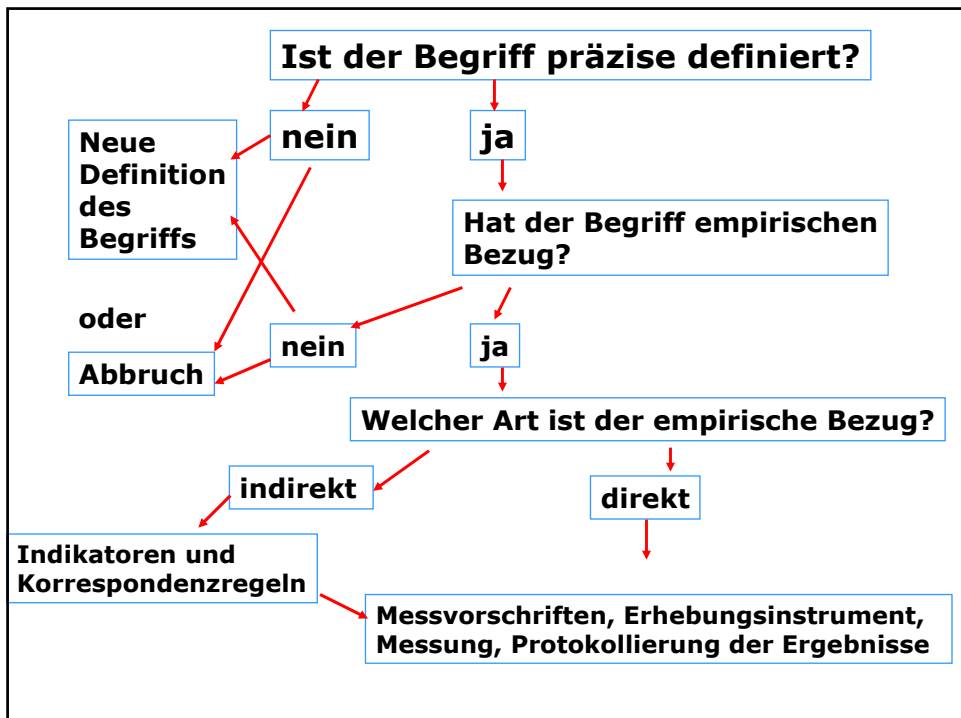 Ist der Begriff präzise definiert?
nein
ja
Neue
Definition
des
Begriffs
Hat der Begriff empirischen
Bezug?
oder
nein
ja
Abbruch
Welcher Art ist der empirische Bezug?
indirekt
direkt
Indikatoren und
Korrespondenzregeln
Messvorschriften, Erhebungsinstrument,
Messung, Protokollierung der Ergebnisse